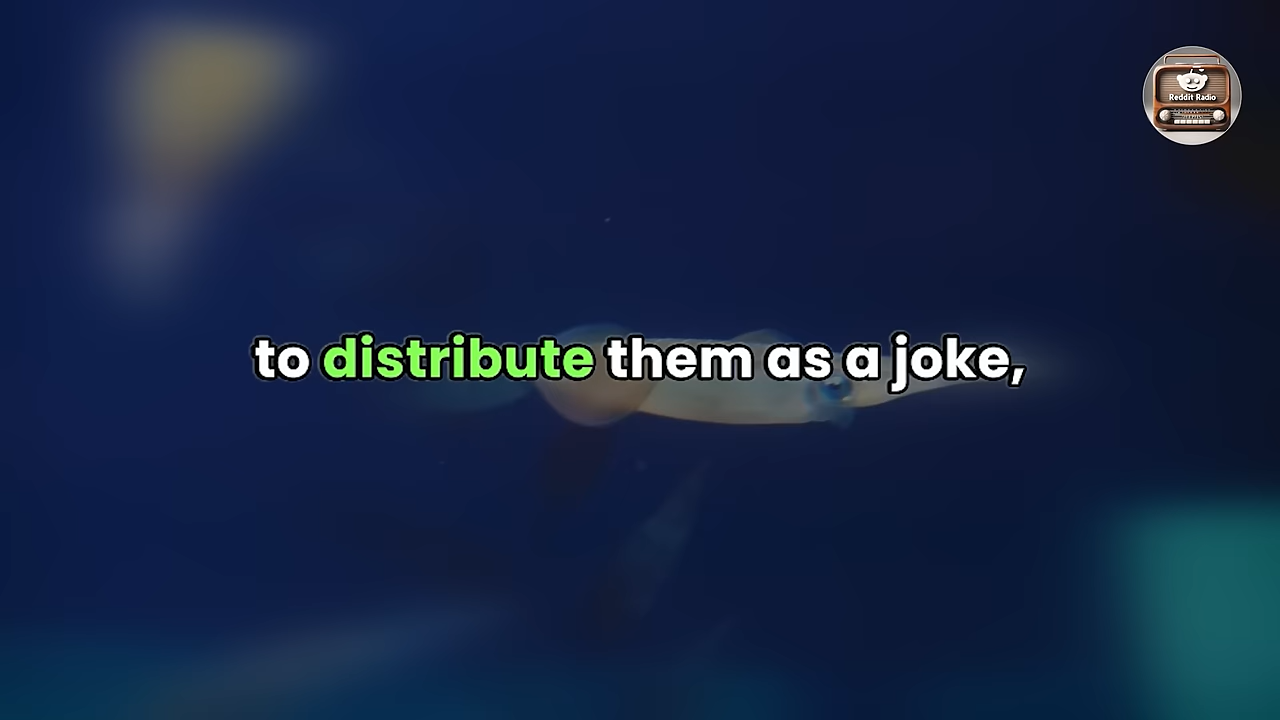 Reddit Radio
to distribute them as a joke,